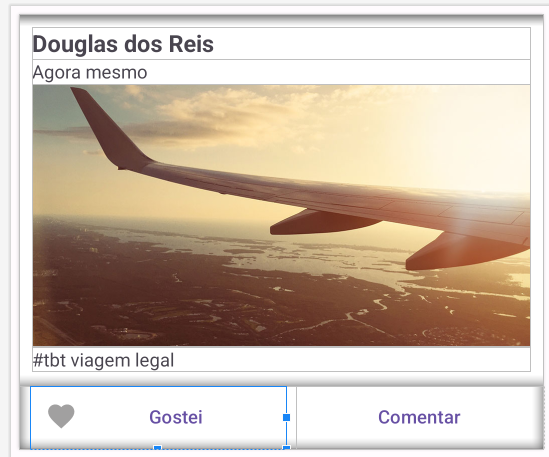 Douglas dos Reis
Agora mesmo
#tbt viagem legal
Gostei
Comentar